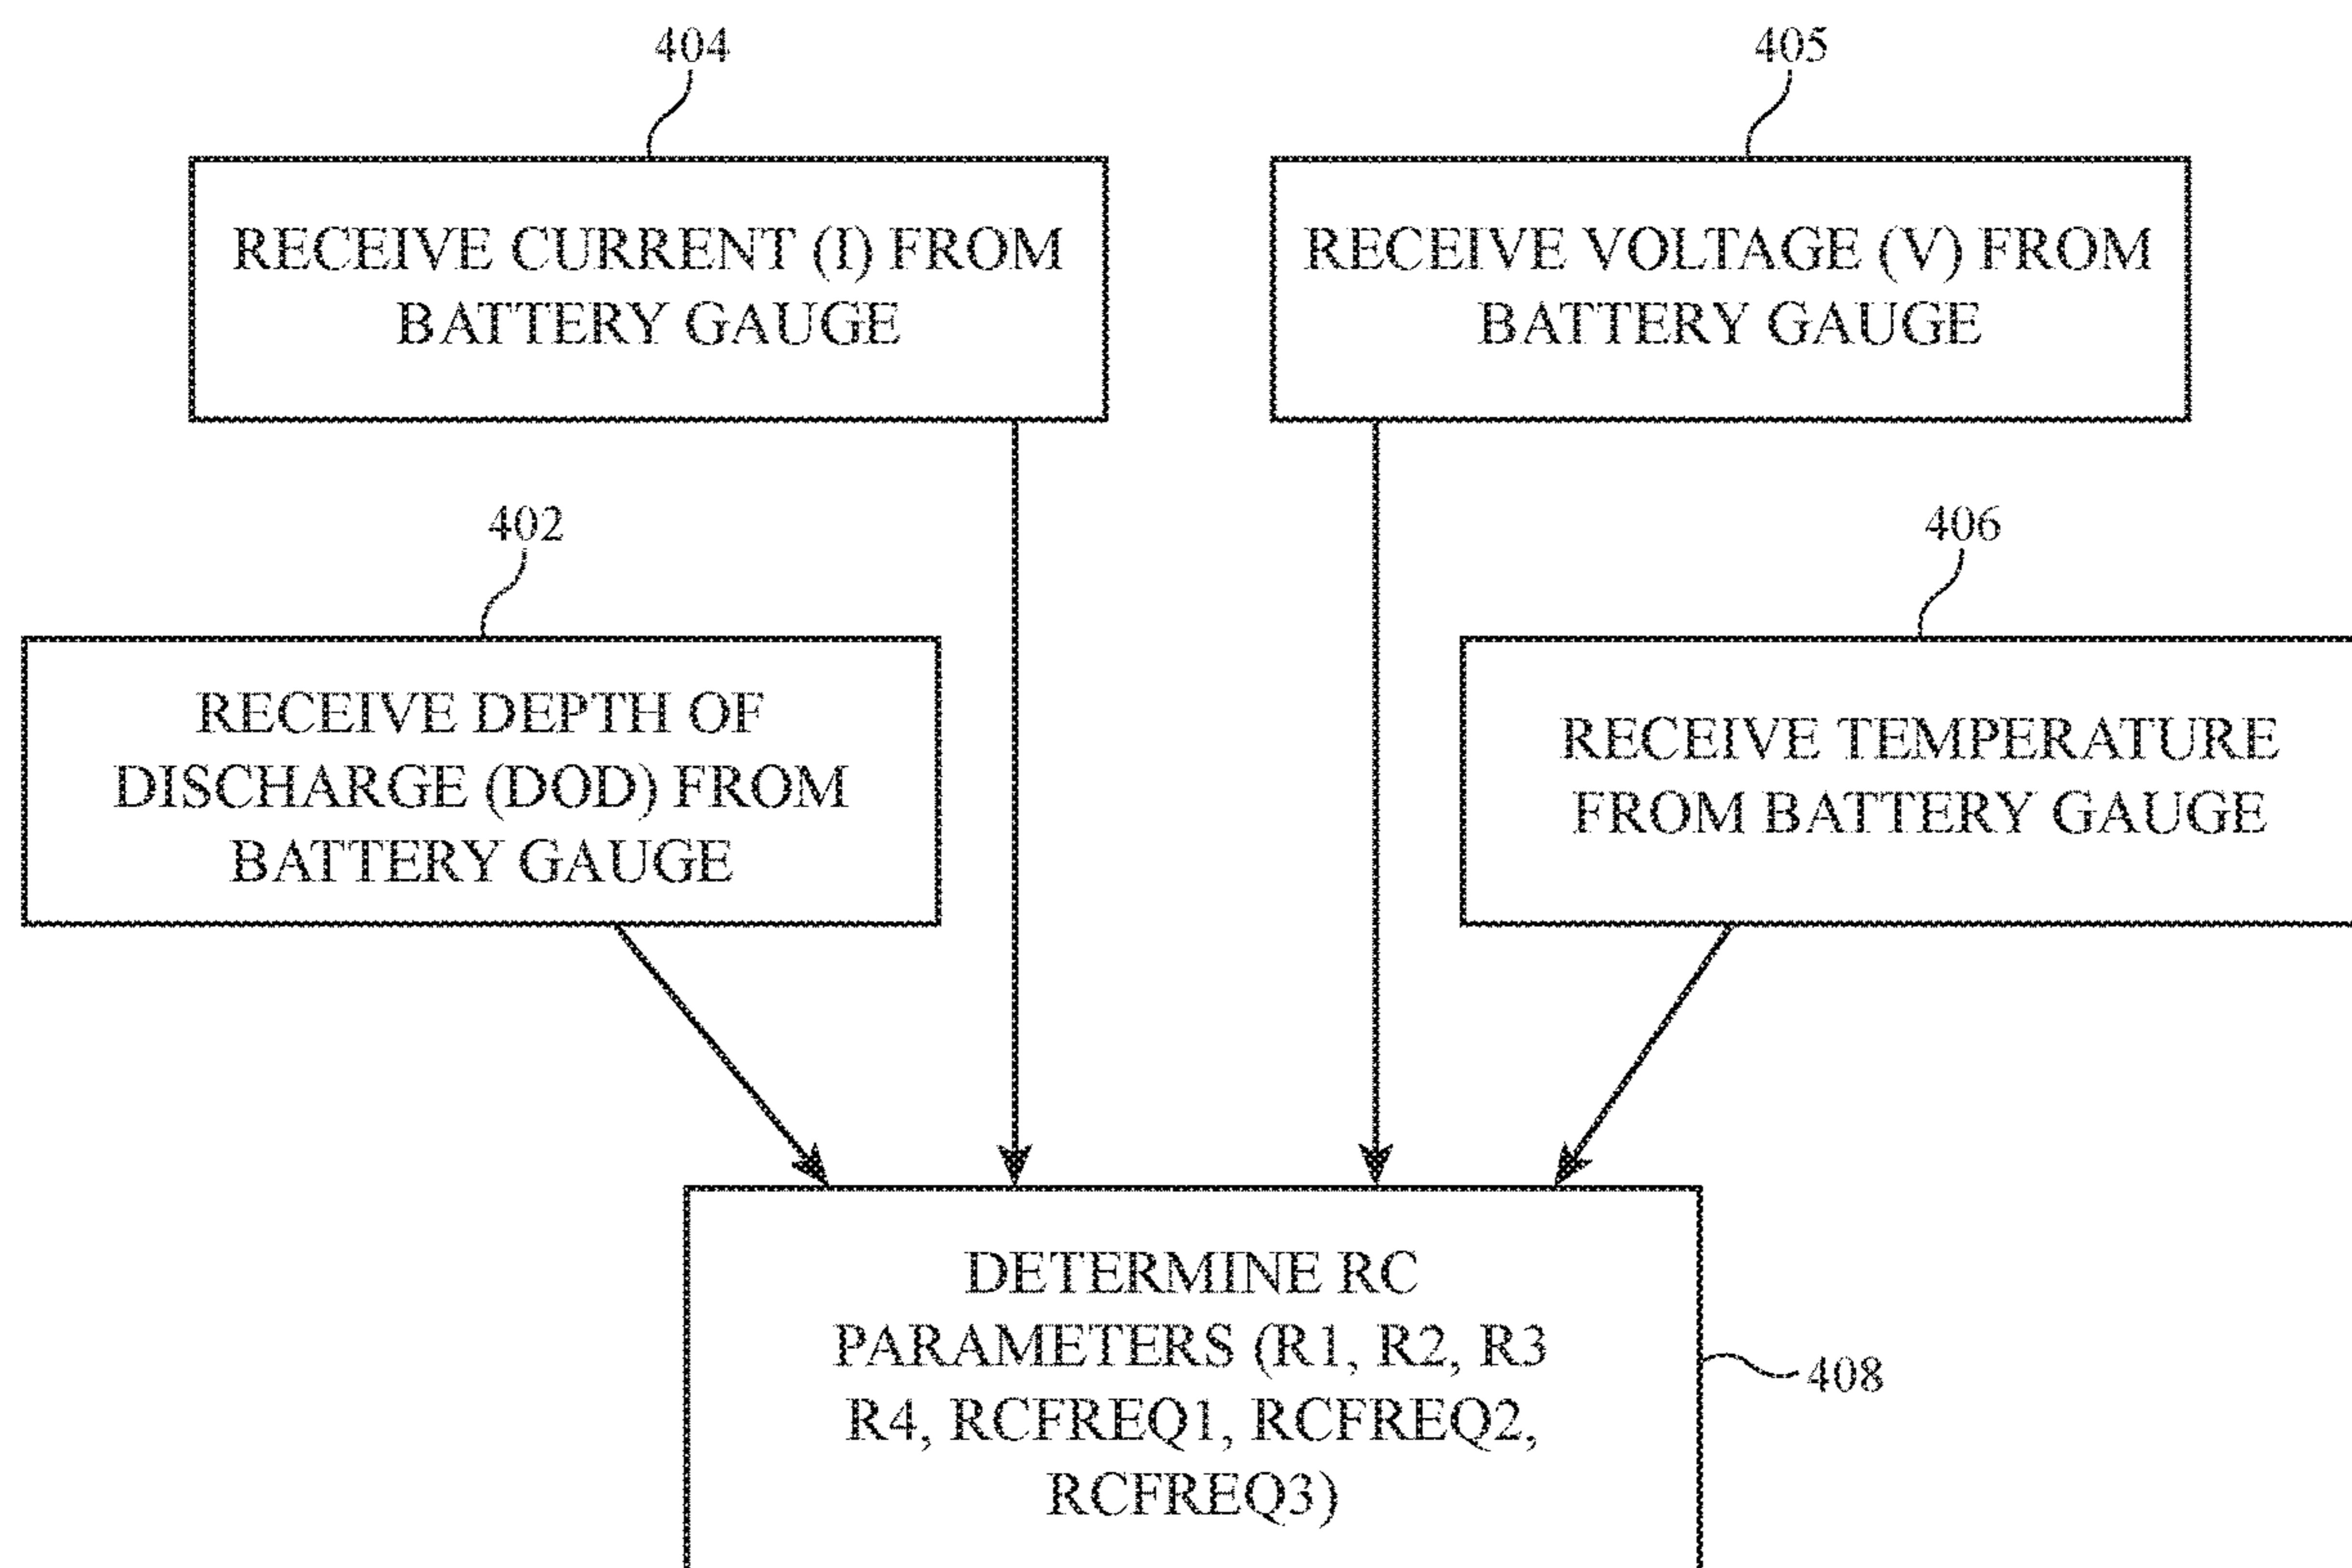 404
405
RECEIVE CURRENT (I) FROM
BATTERY GAUGE
RECEIVE VOLTAGE (V) FROM
BATTERY GAUGE
402
406
RECEIVE DEPTH OF
DISCHARGE (DOD) FROM
BATTERY GAUGE
RECEIVE TEMPERATURE
FROM BATTERY GAUGE
DETERMINE RC
PARAMETERS (R1, R2, R3
R4, RCFREQ1, RCFREQ2,
RCFREQ3)
408